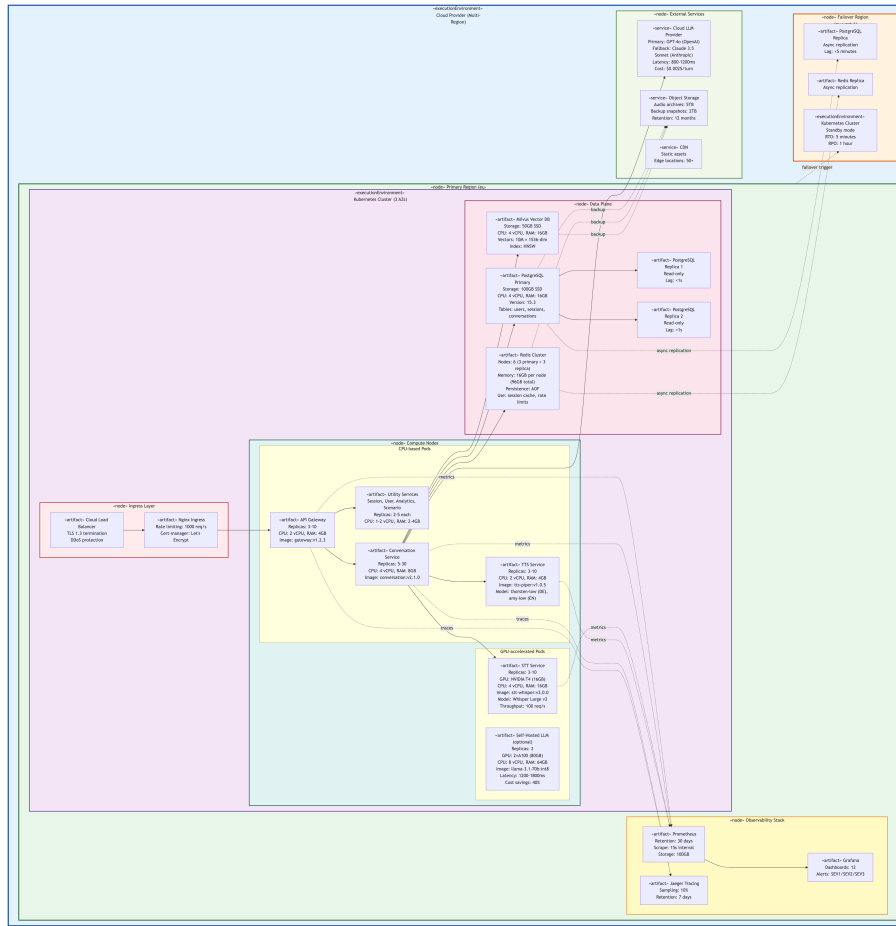 «executionEnvironment»
Cloud Provider (Multi-
Region)
«node» External Services
«service» Cloud LLM
Provider
Primary: GPT-4o (OpenAI)
Fallback: Claude 3.5
Sonnet (Anthropic)
Latency: 800-1200ms
Cost: $0.0025/turn
«service» Object Storage
Audio archives: 5TB
Backup snapshots: 2TB
Retention: 12 months
«service» CDN
Static assets
Edge locations: 50+
«node» Failover Region
«artifact» PostgreSQL
Replica
Async replication
Lag: <5 minutes
«artifact» Redis Replica
Async replication
«executionEnvironment»
Kubernetes Cluster
Standby mode
RTO: 5 minutes
RPO: 1 hour
failover trigger
«node» Primary Region (eu-
«executionEnvironment»
Kubernetes Cluster (3 AZs)
«node» Data Plane
backup
backup
backup
«artifact» Milvus Vector DB
Storage: 50GB SSD
CPU: 4 vCPU, RAM: 16GB
Vectors: 10M × 1536-dim
Index: HNSW
«artifact» PostgreSQL
Primary
Storage: 100GB SSD
CPU: 4 vCPU, RAM: 16GB
Version: 15.3
Tables: users, sessions,
conversations
«artifact» PostgreSQL
Replica 1
Read-only
Lag: <1s
«artifact» PostgreSQL
Replica 2
Read-only
Lag: <1s
«artifact» Redis Cluster
Nodes: 6 (3 primary + 3
replica)
Memory: 16GB per node
(96GB total)
Persistence: AOF
Use: session cache, rate
limits
async replication
async replication
«node» Compute Nodes
CPU-based Pods
metrics
«node» Ingress Layer
«artifact» Cloud Load
Balancer
TLS 1.3 termination
DDoS protection
«artifact» Nginx Ingress
Rate limiting: 1000 req/s
Cert-manager: Let's
Encrypt
«artifact» API Gateway
Replicas: 3-10
CPU: 2 vCPU, RAM: 4GB
Image: gateway:v1.2.3
«artifact» Utility Services
Session, User, Analytics,
Scenario
Replicas: 2-5 each
CPU: 1-2 vCPU, RAM: 2-4GB
«artifact» Conversation
Service
Replicas: 5-20
CPU: 4 vCPU, RAM: 8GB
Image: conversation:v2.1.0
metrics
«artifact» TTS Service
Replicas: 3-10
CPU: 2 vCPU, RAM: 4GB
Image: tts-piper:v1.0.5
Model: thorsten-low (DE),
amy-low (EN)
traces
traces
metrics
metrics
GPU-accelerated Pods
«artifact» STT Service
Replicas: 3-10
GPU: NVIDIA T4 (16GB)
CPU: 4 vCPU, RAM: 16GB
Image: stt-whisper:v3.0.0
Model: Whisper Large v3
Throughput: 100 req/s
«artifact» Self-Hosted LLM
(optional)
Replicas: 2
GPU: 2×A100 (80GB)
CPU: 8 vCPU, RAM: 64GB
Image: llama-3.1-70b:int8
Latency: 1200-1800ms
Cost savings: 40%
«node» Observability Stack
«artifact» Prometheus
Retention: 30 days
Scrape: 15s interval
Storage: 100GB
«artifact» Grafana
Dashboards: 12
Alerts: SEV1/SEV2/SEV3
«artifact» Jaeger Tracing
Sampling: 10%
Retention: 7 days